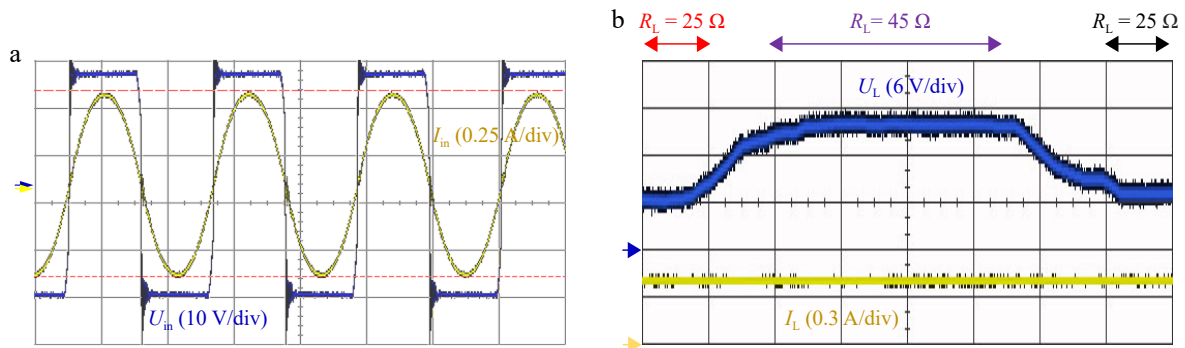 a
I_in (0.25 A/div)
U_in (10 V/div)
b
R_L = 25 Ω
R_L = 45 Ω
R_L = 25 Ω
U_L (6 V/div)
I_L (0.3 A/div)